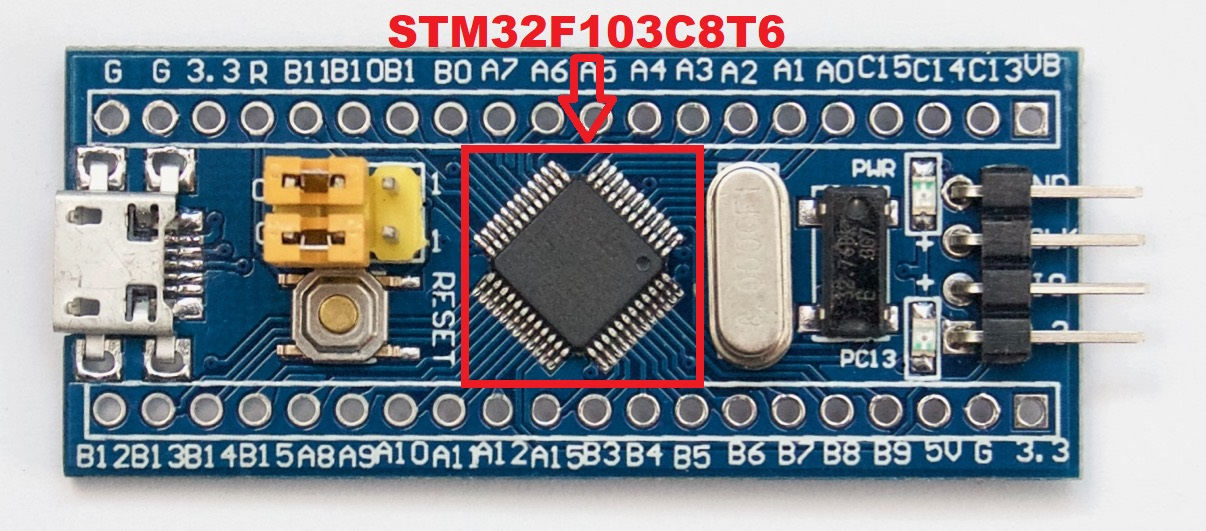 STM32F103C8T6
G G 3.3 R B11 B10 B1 B0 A7 A6 A5 A4 A3 A2 A1 A0 C15 C14 C13 VB
PWR
1
1
RESET
PC13
B12 B13 B14 B15 A8 A9 A10 A11 A12 A15 B3 B4 B5 B6 B7 B8 B9 5V G 3.3